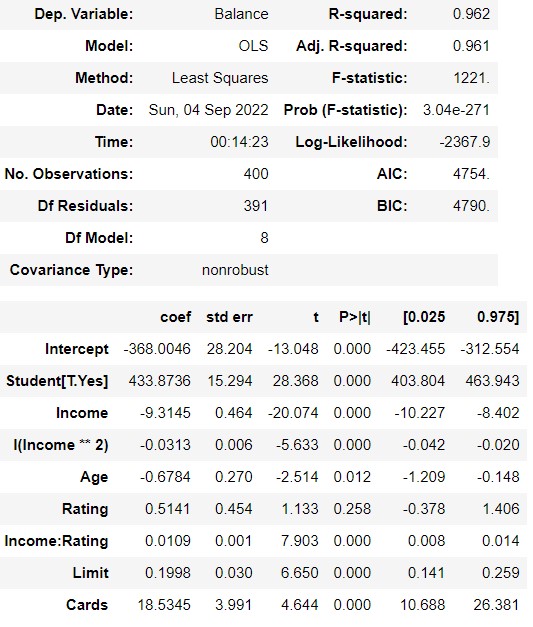 Dep. Variable: Balance R-squared: 0.962
Model: OLS Adj. R-squared: 0.961
Method: Least Squares F-statistic: 1221.
Date: Sun, 04 Sep 2022 Prob (F-statistic): 3.04e-271
Time: 00:14:23 Log-Likelihood: -2367.9
No. Observations: 400 AIC: 4754.
Df Residuals: 391 BIC: 4790.
Df Model: 8
Covariance Type: nonrobust
coef std err t P>|t| [0.025 0.975]
Intercept -368.0046 28.204 -13.048 0.000 -423.455 -312.554
Student[T.Yes] 433.8736 15.294 28.368 0.000 403.804 463.943
Income -9.3145 0.464 -20.074 0.000 -10.227 -8.402
I(Income ** 2) -0.0313 0.006 -5.633 0.000 -0.042 -0.020
Age -0.6784 0.270 -2.514 0.012 -1.209 -0.148
Rating 0.5141 0.454 1.133 0.258 -0.378 1.406
Income:Rating 0.0109 0.001 7.903 0.000 0.008 0.014
Limit 0.1998 0.030 6.650 0.000 0.141 0.259
Cards 18.5345 3.991 4.644 0.000 10.688 26.381